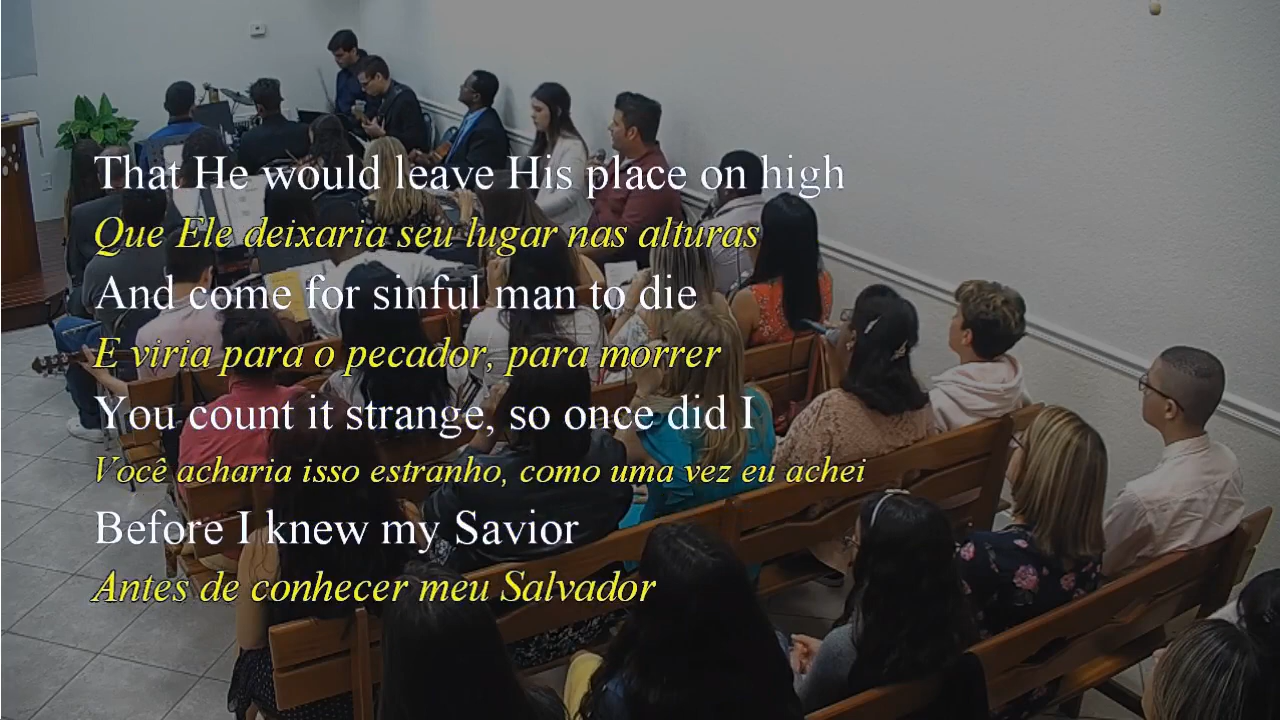 That He would leave His place on high
Que Ele deixaria seu lugar nas alturas
And come for sinful man to die
E viria para o pecador, para morrer
You count it strange, so once did I
Você acharia isso estranho, como uma vez eu achei
Before I knew my Savior
Antes de conhecer meu Salvador